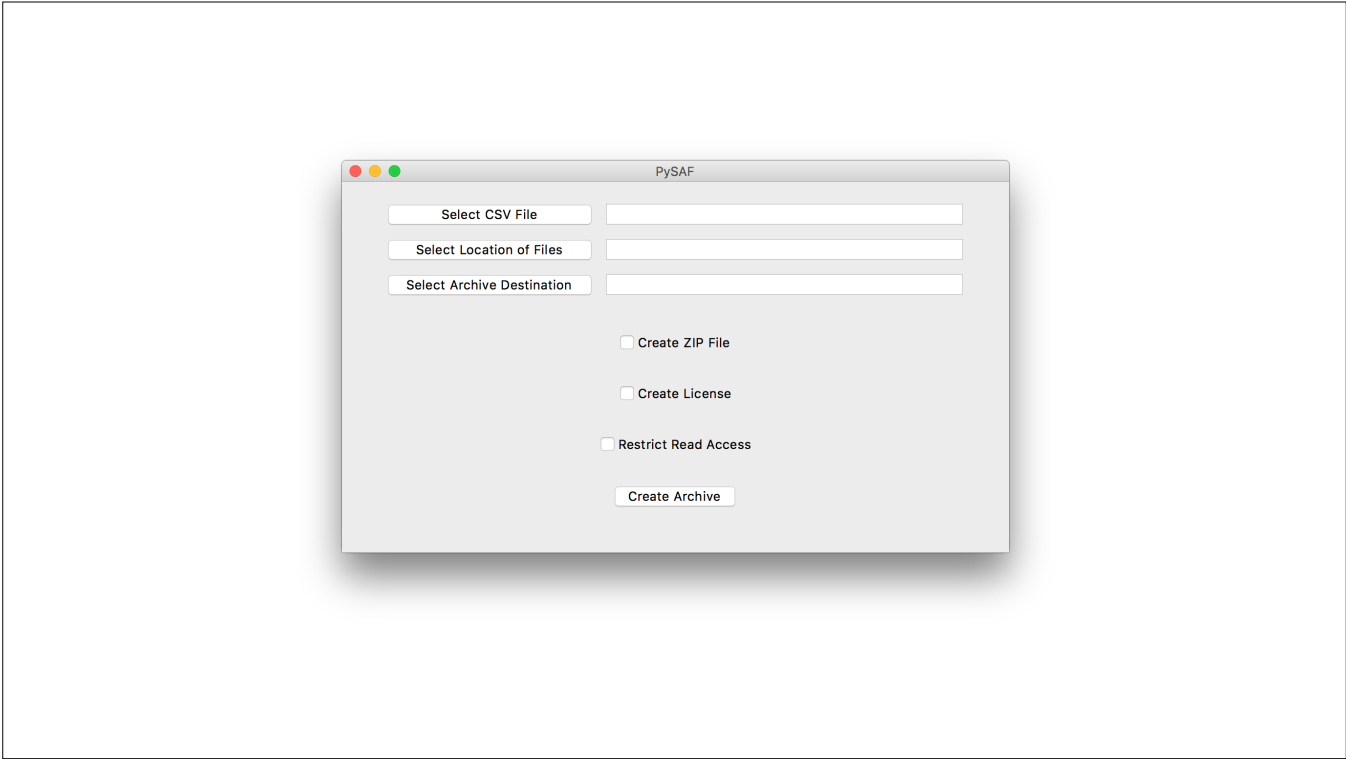 PySAF
Select CSV File
Select Location of Files
Select Archive Destination
Create ZIP File
Create License
Restrict Read Access
Create Archive